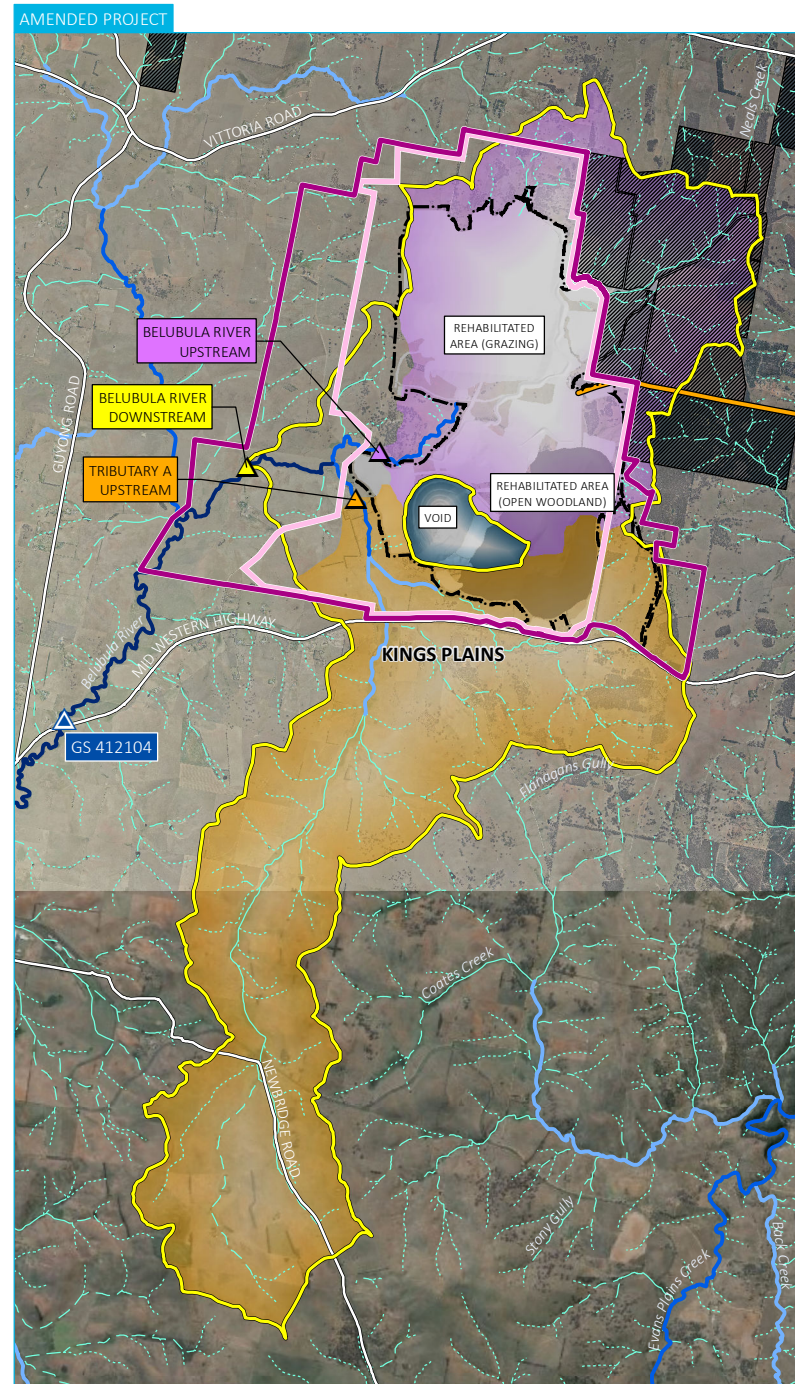 AMENDED PROJECT
Neals Creek
VITTORIA ROAD
BELUBULA RIVER
UPSTREAM
REHABILITATED
AREA (GRAZING)
BELUBULA RIVER
DOWNSTREAM
GUYONG ROAD
TRIBUTARY A
UPSTREAM
REHABILITATED AREA
(OPEN WOODLAND)
VOID
Belubula River
MID WESTERN HIGHWAY
KINGS PLAINS
GS 412104
Flanagans Gully
Coates Creek
NEWBRIDGE ROAD
Stony Gully
Evans Plains Creek
Back Creek